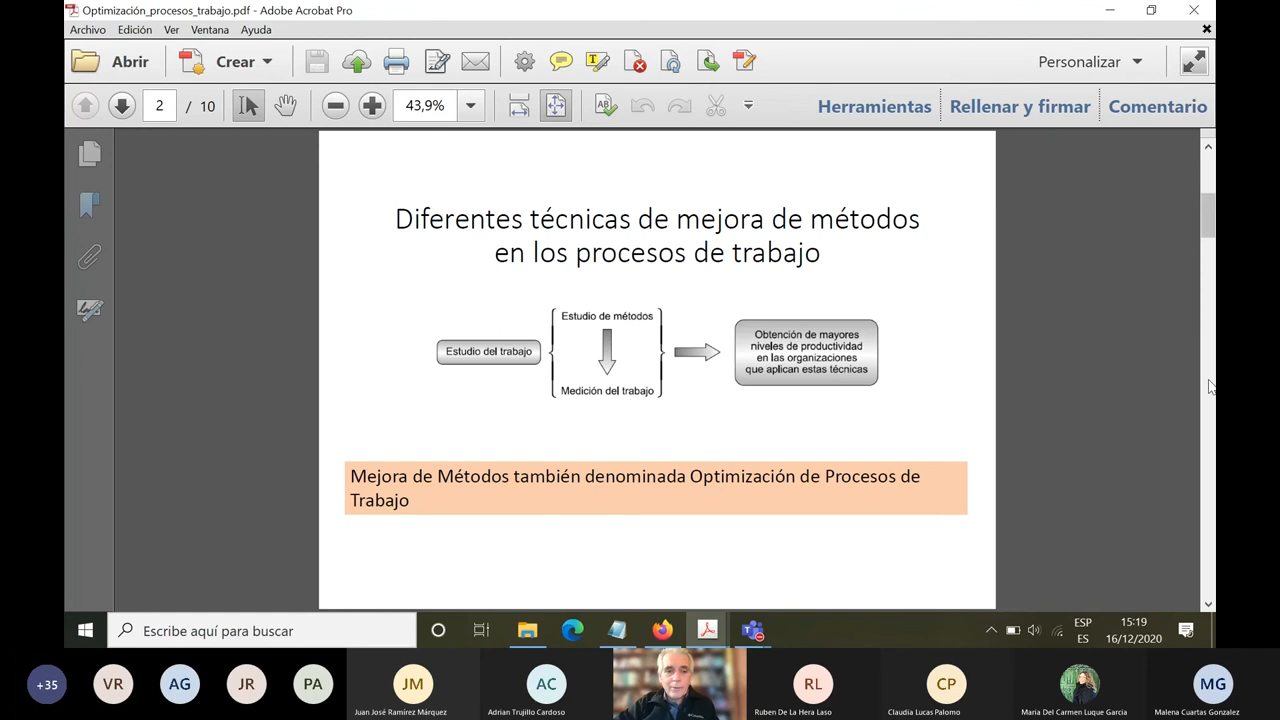 Optimización_procesos_trabajo.pdf - Adobe Acrobat Pro
Archivo Edición Ver Ventana Ayuda
Abrir Crear Personalizar
2 / 10 43,9% Herramientas Rellenar y firmar Comentario
Diferentes técnicas de mejora de métodos
en los procesos de trabajo
Estudio del trabajo
Estudio de métodos
Medición del trabajo
Obtención de mayores
niveles de productividad
en las organizaciones
que aplican estas técnicas
Mejora de Métodos también denominada Optimización de Procesos de
Trabajo
Escribe aquí para buscar
ESP
ES
15:19
16/12/2020
+35 VR AG JR PA JM AC RL CP MG
Juan José Ramírez Márquez Adrian Trujillo Cardoso Ruben De La Hera Laso Claudia Lucas Palomo Maria Del Carmen Luque Garcia Malena Cuartas Gonzalez